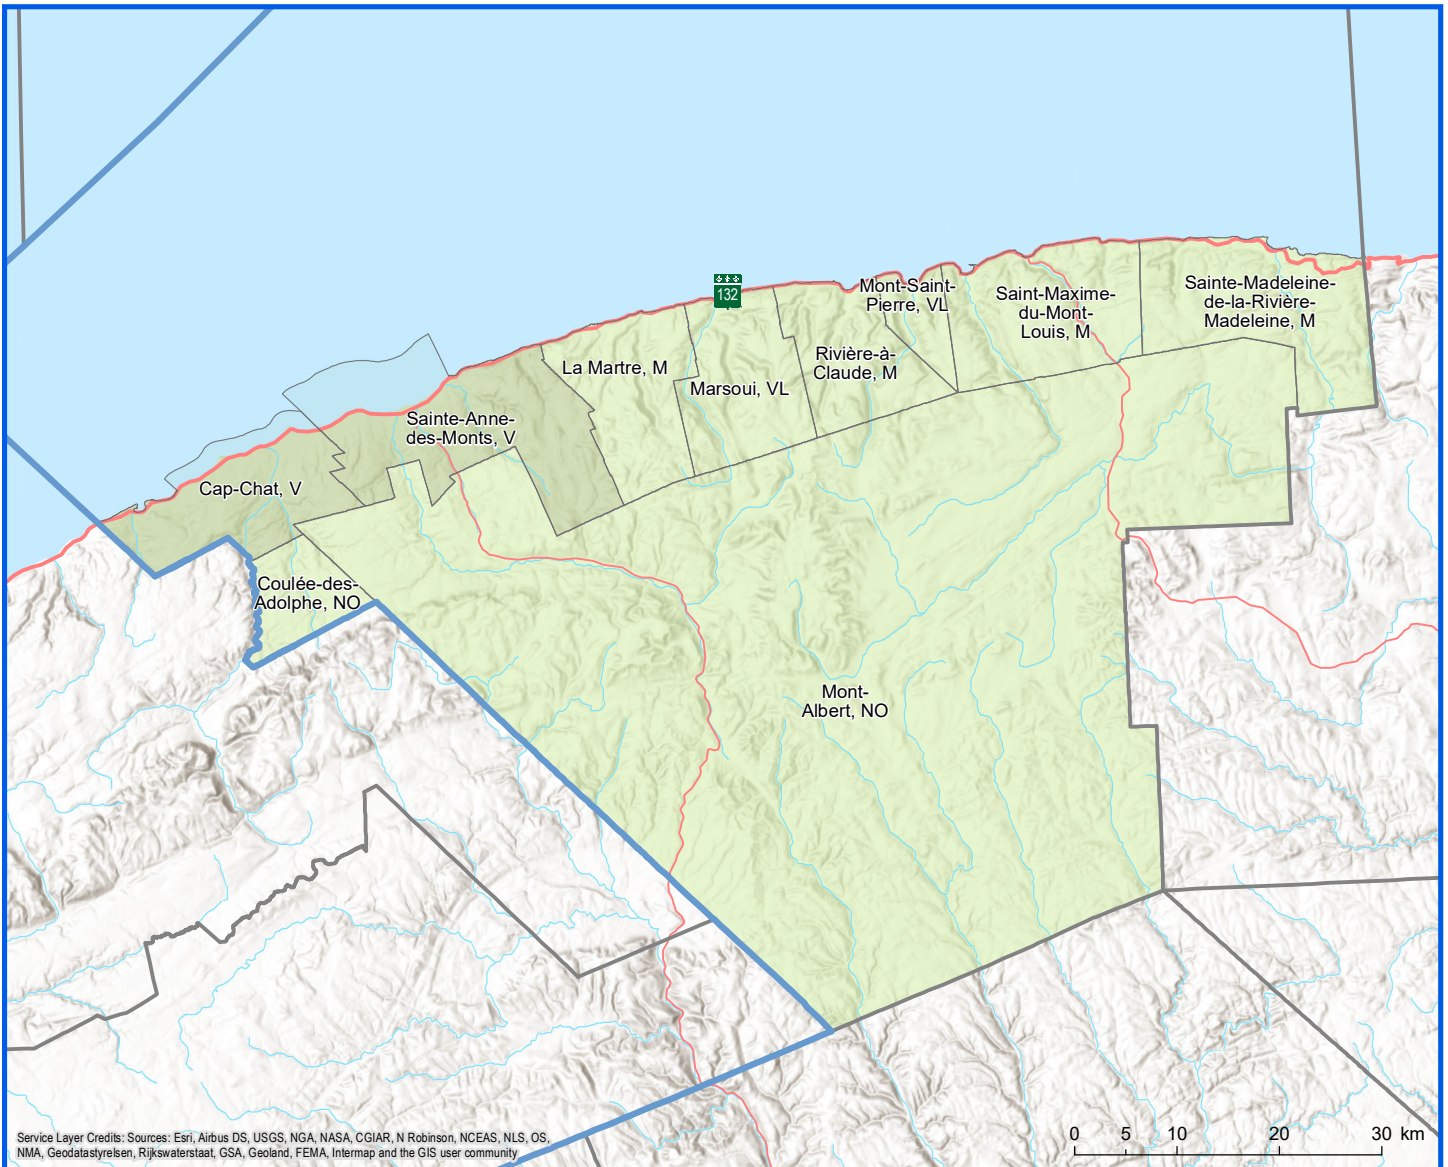 132
Mont-Saint-
Pierre, VL
Saint-Maxime-
du-Mont-
Louis, M
Sainte-Madeleine-
de-la-Rivière-
Madeleine, M
La Martre, M
Marsoui, VL
Rivière-à-
Claude, M
Sainte-Anne-
des-Monts, V
Cap-Chat, V
Coulée-des-
Adolphe, NO
Mont-
Albert, NO
Service Layer Credits: Sources: Esri, Airbus DS, USGS, NGA, NASA, CGIAR, N Robinson, NCEAS, NLS, OS,
NMA, Geodatastyrelsen, Rijkswaterstaat, GSA, Geoland, FEMA, Intermap and the GIS user community
0 5 10 20 30 km